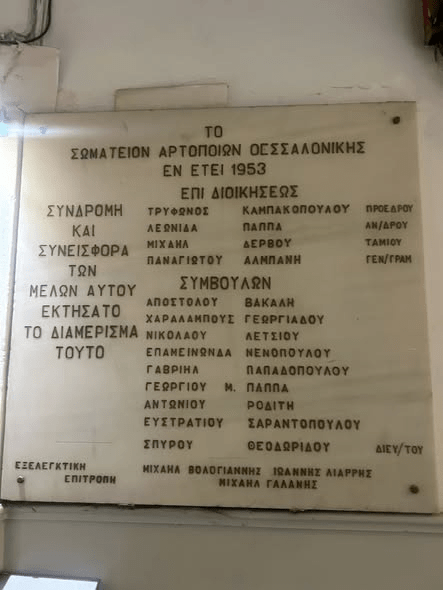 ΤΟ
ΣΩΜΑΤΕΙΟΝ ΑΡΤΟΠΟΙΩΝ ΘΕΣΣΑΛΟΝΙΚΗΣ
ΕΝ ΕΤΕΙ 1953
ΕΠΙ ΔΙΟΙΚΗΣΕΩΣ
ΣΥΝΔΡΟΜΗ
ΚΑΙ
ΣΥΝΕΙΣΦΟΡΑ
ΤΩΝ
ΜΕΛΩΝ ΑΥΤΟΥ
ΕΚΤΗΣΑΤΟ
ΤΟ ΔΙΑΜΕΡΙΣΜΑ
ΤΟΥΤΟ
ΤΡΥΦΩΝΟΣ ΚΑΜΠΑΚΟΠΟΥΛΟΥ ΠΡΟΕΔΡΟΥ
ΛΕΩΝΙΔΑ ΠΑΠΠΑ ΑΝ/ΔΡΟΥ
ΜΙΧΑΗΛ ΔΕΡΒΟΥ ΤΑΜΙΟΥ
ΠΑΝΑΓΙΩΤΟΥ ΑΛΜΠΑΝΗ ΓΕΝ/ΓΡΑΜ
ΣΥΜΒΟΥΛΩΝ
ΑΠΟΣΤΟΛΟΥ ΒΑΚΑΛΗ
ΧΑΡΑΛΑΜΠΟΥΣ ΓΕΩΡΓΙΑΔΟΥ
ΝΙΚΟΛΑΟΥ ΛΕΤΣΙΟΥ
ΕΠΑΜΕΙΝΩΝΔΑ ΝΕΝΟΠΟΥΛΟΥ
ΓΑΒΡΙΗΛ ΠΑΠΑΔΟΠΟΥΛΟΥ
ΓΕΩΡΓΙΟΥ Μ. ΠΑΠΠΑ
ΑΝΤΩΝΙΟΥ ΡΟΔΙΤΗ
ΕΥΣΤΡΑΤΙΟΥ ΣΑΡΑΝΤΟΠΟΥΛΟΥ
ΣΠΥΡΟΥ ΘΕΟΔΩΡΙΔΟΥ ΔΙΕΥ/ΤΟΥ
ΕΞΕΛΕΓΚΤΙΚΗ
ΕΠΙΤΡΟΠΗ
ΜΙΧΑΗΛ ΒΟΛΟΓΙΑΝΝΗΣ ΙΩΑΝΝΗΣ ΛΙΑΡΡΗΣ
ΜΙΧΑΗΛ ΓΑΛΑΝΗΣ